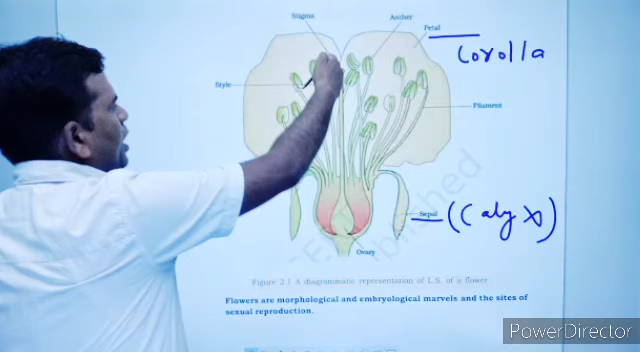 Stigma
Anther
Petal
Corolla
Style
Filament
Sepal (Calyx)
Ovary
Figure 2.1 A diagrammatic representation of L.S. of a flower
Flowers are morphological and embryological marvels and the sites of
sexual reproduction.
PowerDirector